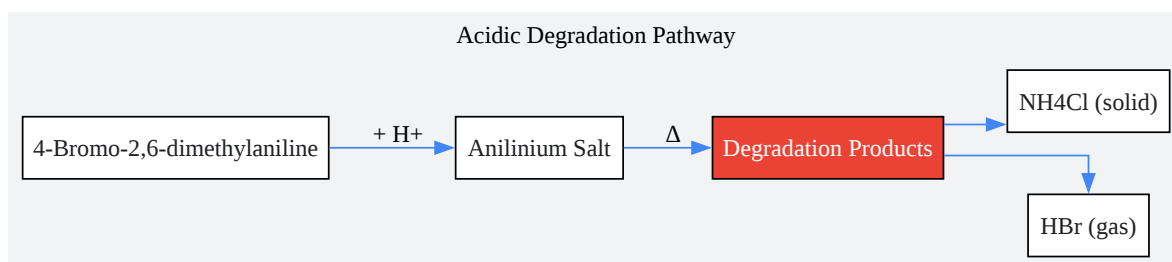 Acidic Degradation Pathway
4-Bromo-2,6-dimethylaniline
+ H+
Anilinium Salt
Δ
Degradation Products
NH4Cl (solid)
HBr (gas)